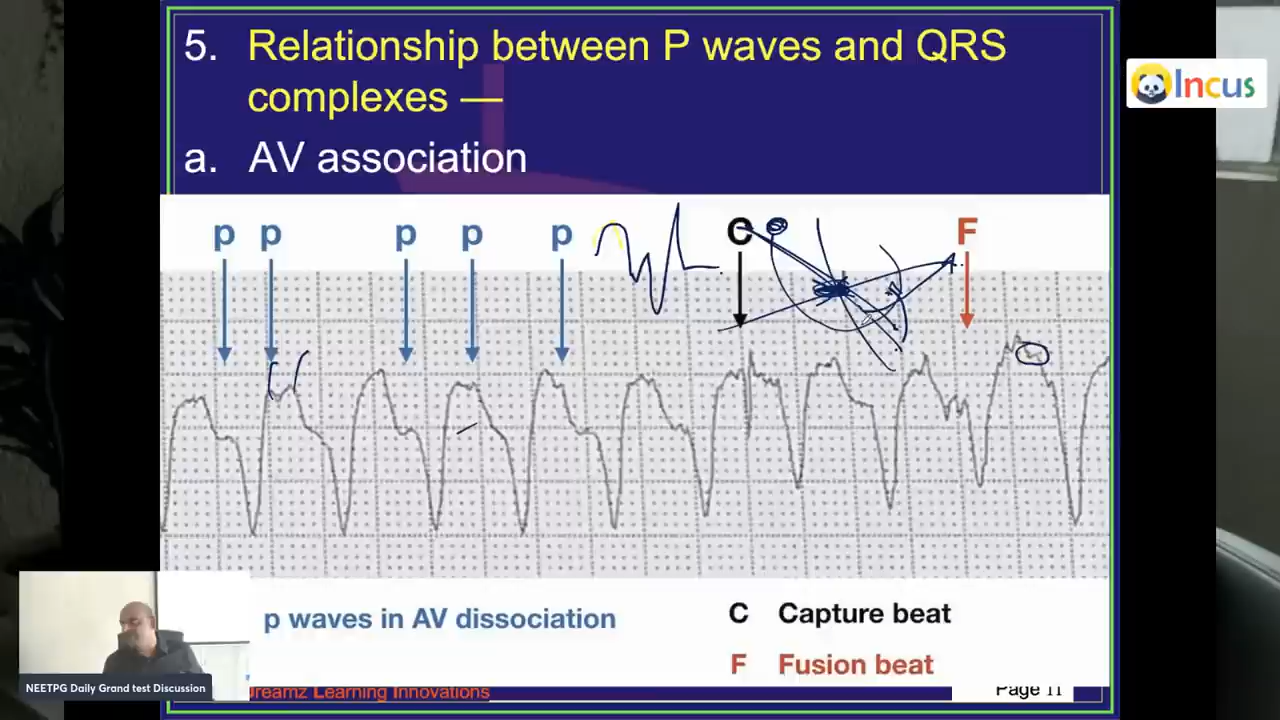 5. Relationship between P waves and QRS
complexes —
a. AV association
Incus
p p p p p C F
p waves in AV dissociation
C Capture beat
F Fusion beat
NEETPG Daily Grand test Discussion
Learning Innovations
Page 11